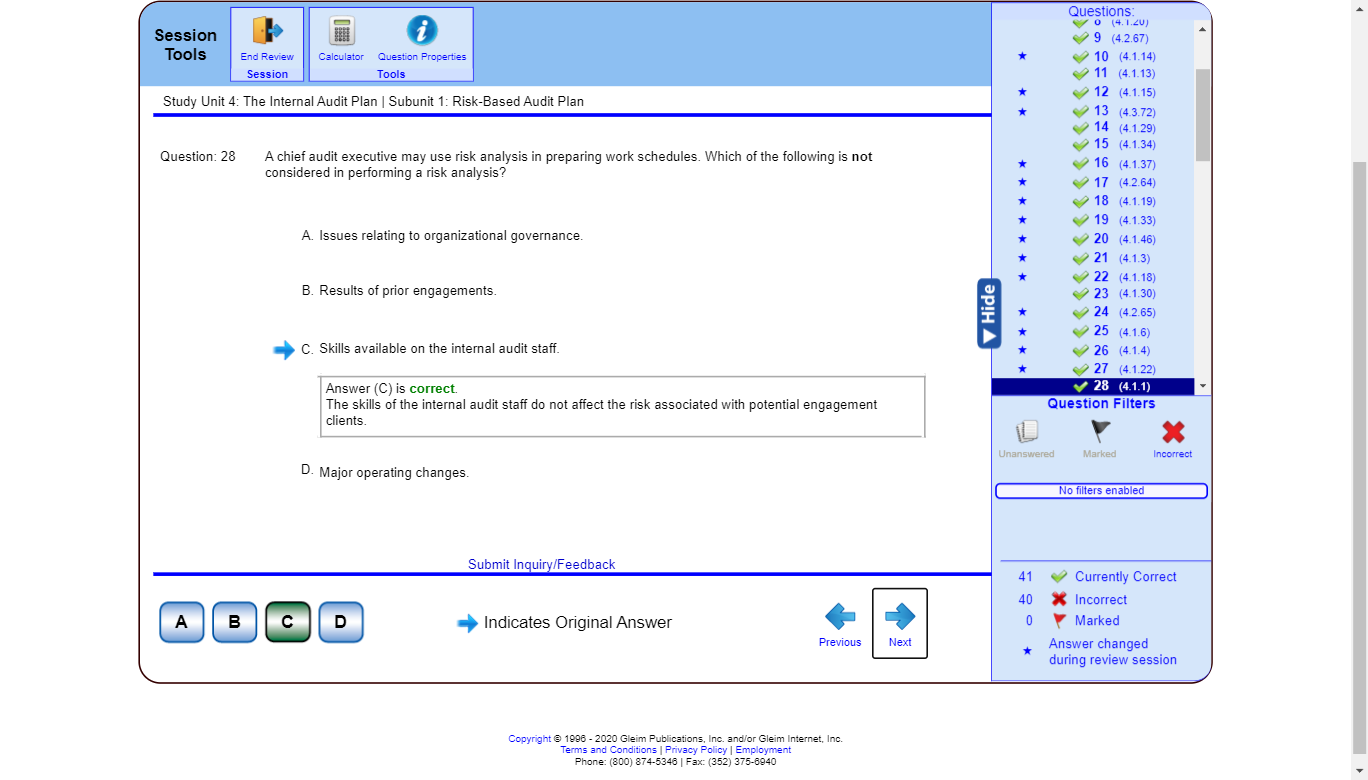 Session
Tools
End Review
Session
Calculator
Question Properties
Tools
Study Unit 4: The Internal Audit Plan | Subunit 1: Risk-Based Audit Plan
Question: 28
A chief audit executive may use risk analysis in preparing work schedules. Which of the following is not
considered in performing a risk analysis?
A. Issues relating to organizational governance.
B. Results of prior engagements.
C. Skills available on the internal audit staff.
Answer (C) is correct.
The skills of the internal audit staff do not affect the risk associated with potential engagement
clients.
D. Major operating changes.
Submit Inquiry/Feedback
A
B
C
D
Indicates Original Answer
Previous
Next
Hide
Questions:
8 (4.1.20)
9 (4.2.67)
10 (4.1.14)
11 (4.1.13)
12 (4.1.15)
13 (4.3.72)
14 (4.1.29)
15 (4.1.34)
16 (4.1.37)
17 (4.2.64)
18 (4.1.19)
19 (4.1.33)
20 (4.1.46)
21 (4.1.3)
22 (4.1.18)
23 (4.1.30)
24 (4.2.65)
25 (4.1.6)
26 (4.1.4)
27 (4.1.22)
28 (4.1.1)
Question Filters
Unanswered
Marked
Incorrect
No filters enabled
41 Currently Correct
40 Incorrect
0 Marked
Answer changed
during review session
Copyright © 1996 - 2020 Gleim Publications, Inc. and/or Gleim Internet, Inc.
Terms and Conditions | Privacy Policy | Employment
Phone: (800) 874-5346 | Fax: (352) 375-6940